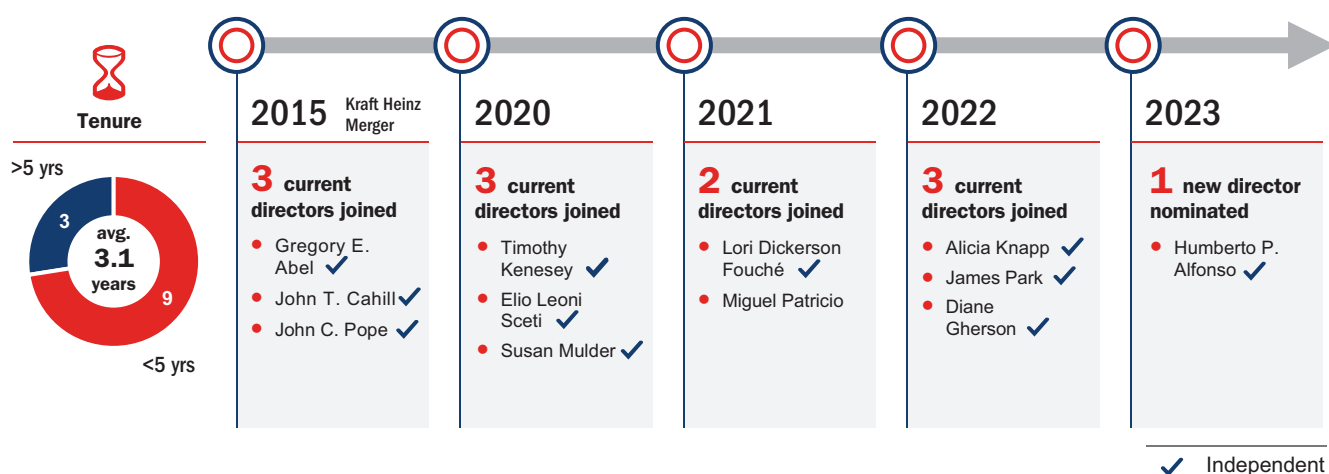 Tenure
>5 yrs
3
avg.
3.1
years
9
<5 yrs
2015 Kraft Heinz
Merger
3 current
directors joined
Gregory E.
Abel
John T. Cahill
John C. Pope
2020
3 current
directors joined
Timothy
Kenesey
Elio Leoni
Sceti
Susan Mulder
2021
2 current
directors joined
Lori Dickerson
Fouché
Miguel Patricio
2022
3 current
directors joined
Alicia Knapp
James Park
Diane
Gherson
2023
1 new director
nominated
Humberto P.
Alfonso
Independent